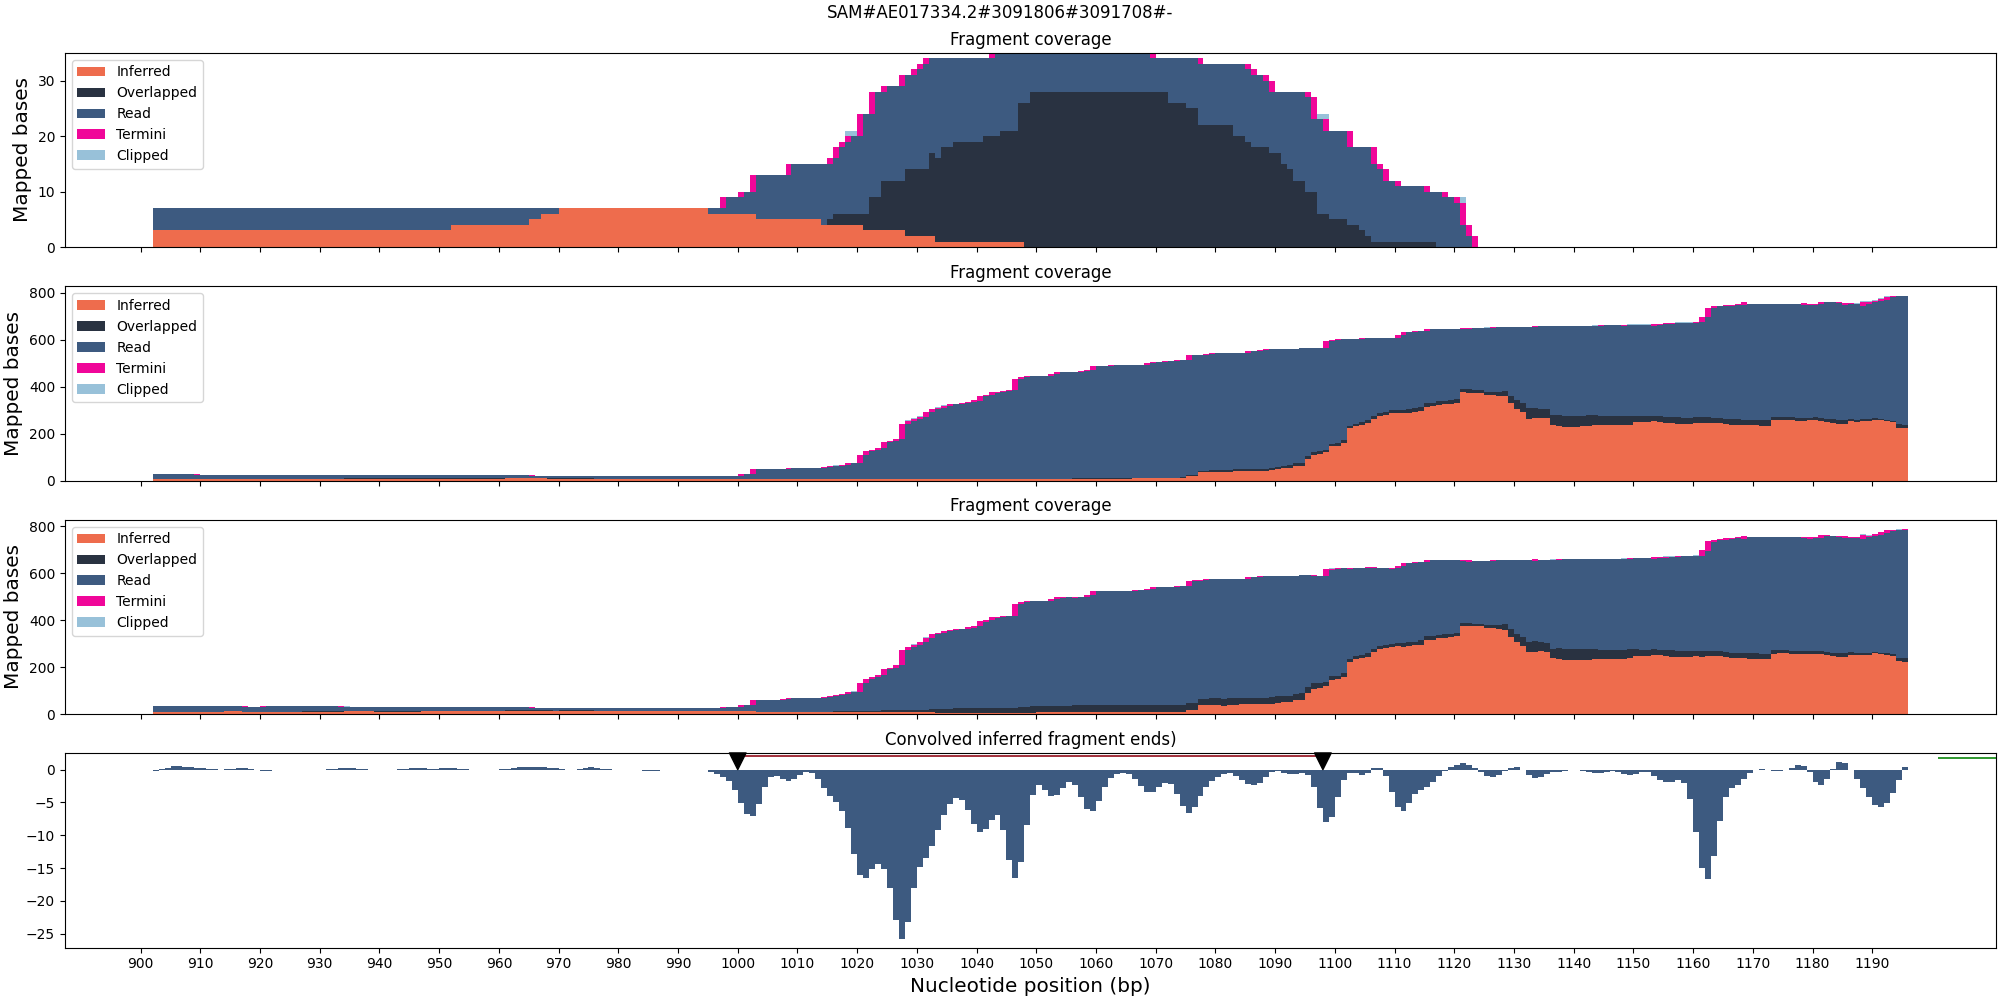 SAM#AE017334.2#3091806#3091708#-
Fragment coverage
Mapped bases
30
20
10
0
Inferred
Overlapped
Read
Termini
Clipped
Fragment coverage
Mapped bases
800
600
400
200
0
Inferred
Overlapped
Read
Termini
Clipped
Fragment coverage
Mapped bases
800
600
400
200
0
Inferred
Overlapped
Read
Termini
Clipped
Convolved inferred fragment ends)
0
−5
−10
−15
−20
−25
900 910 920 930 940 950 960 970 980 990 1000 1010 1020 1030 1040 1050 1060 1070 1080 1090 1100 1110 1120 1130 1140 1150 1160 1170 1180 1190
Nucleotide position (bp)